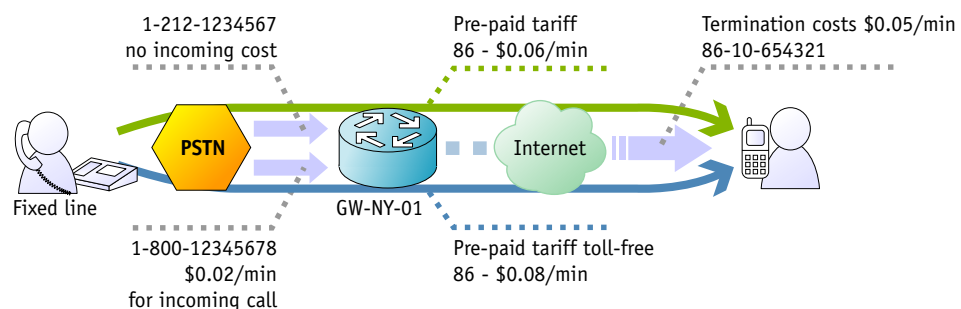 1-212-1234567
no incoming cost
Pre-paid tariff
86 - $0.06/min
Termination costs $0.05/min
86-10-654321
PSTN
Internet
Fixed line
GW-NY-01
1-800-12345678
$0.02/min
for incoming call
Pre-paid tariff toll-free
86 - $0.08/min